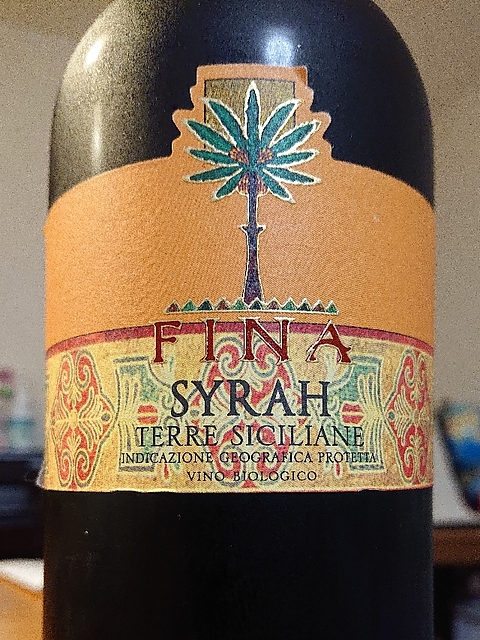 FINA
SYRAH
TERRE SICILIANE
INDICAZIONE GEOGRAFICA PROTETTA
VINO BIOLOGICO